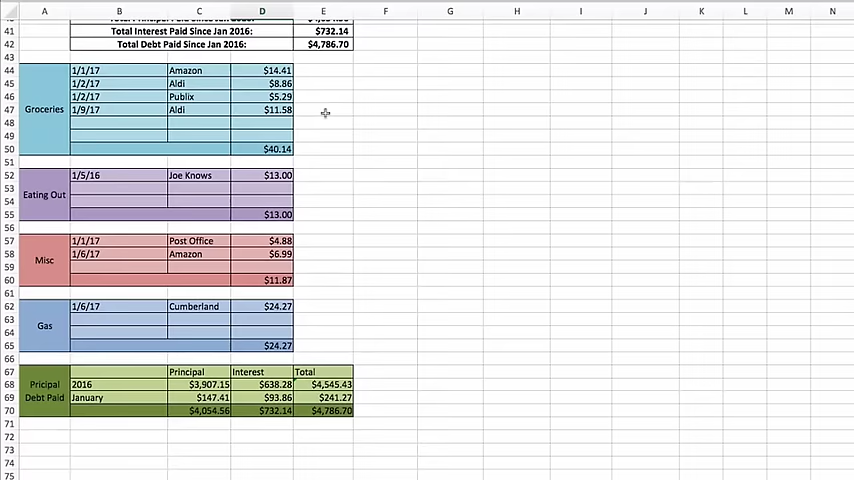 A B C D E F G H I J K L M N
41 Total Interest Paid Since Jan 2016: $732.14
42 Total Debt Paid Since Jan 2016: $4,786.70
43
44 1/1/17 Amazon $14.41
45 1/2/17 Aldi $8.86
46 1/2/17 Publix $5.29
47 Groceries 1/9/17 Aldi $11.58
48
49
50 $40.14
51
52 1/5/16 Joe Knows $13.00
53
54 Eating Out
55 $13.00
56
57 1/1/17 Post Office $4.88
58 1/6/17 Amazon $6.99
59 Misc
60 $11.87
61
62 1/6/17 Cumberland $24.27
63
64 Gas
65 $24.27
66
67 Principal Interest Total
68 Pricipal 2016 $3,907.15 $638.28 $4,545.43
69 Debt Paid January $147.41 $93.86 $241.27
70 $4,054.56 $732.14 $4,786.70
71
72
73
74
75